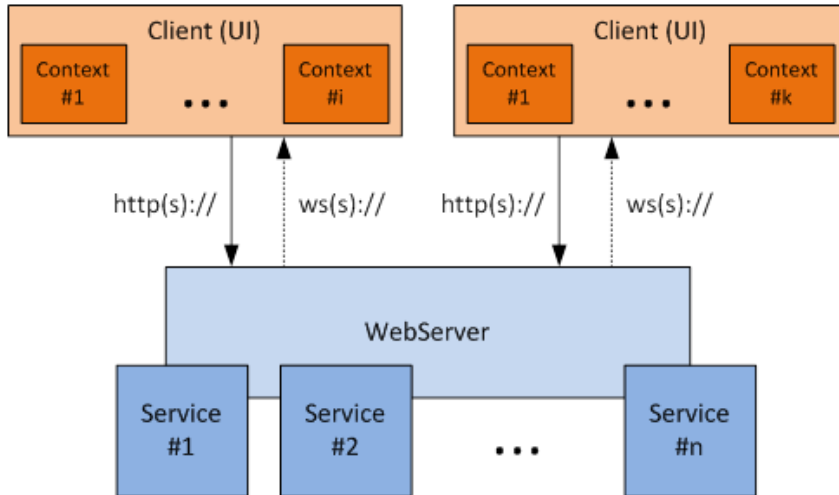 Client (UI)
Context
#1
...
Context
#i
Client (UI)
Context
#1
...
Context
#k
http(s)://
ws(s)://
http(s)://
ws(s)://
WebServer
Service
#1
Service
#2
...
Service
#n